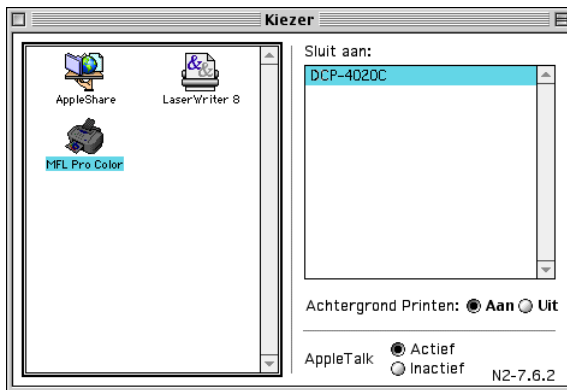 Kiezer
AppleShare
LaserWriter 8
MFL Pro Color
Sluit aan:
DCP-4020C
Achtergrond Printen: Aan Uit
AppleTalk
Actief
Inactief
N2-7.6.2